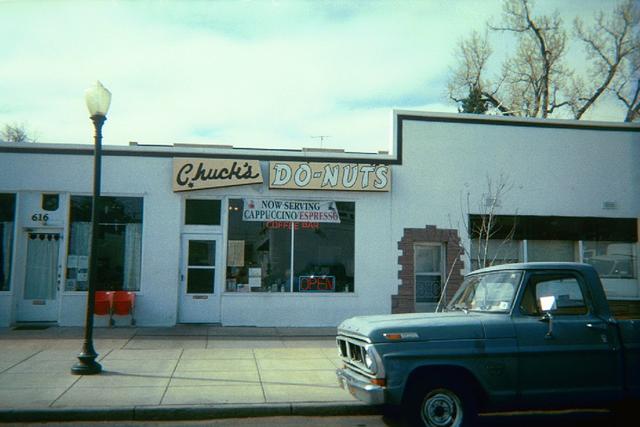 Chuck's
DO-NUTS
NOW SERVING
CAPPUCCINO/ESPRESSO
COFFEE BAR
OPEN
616